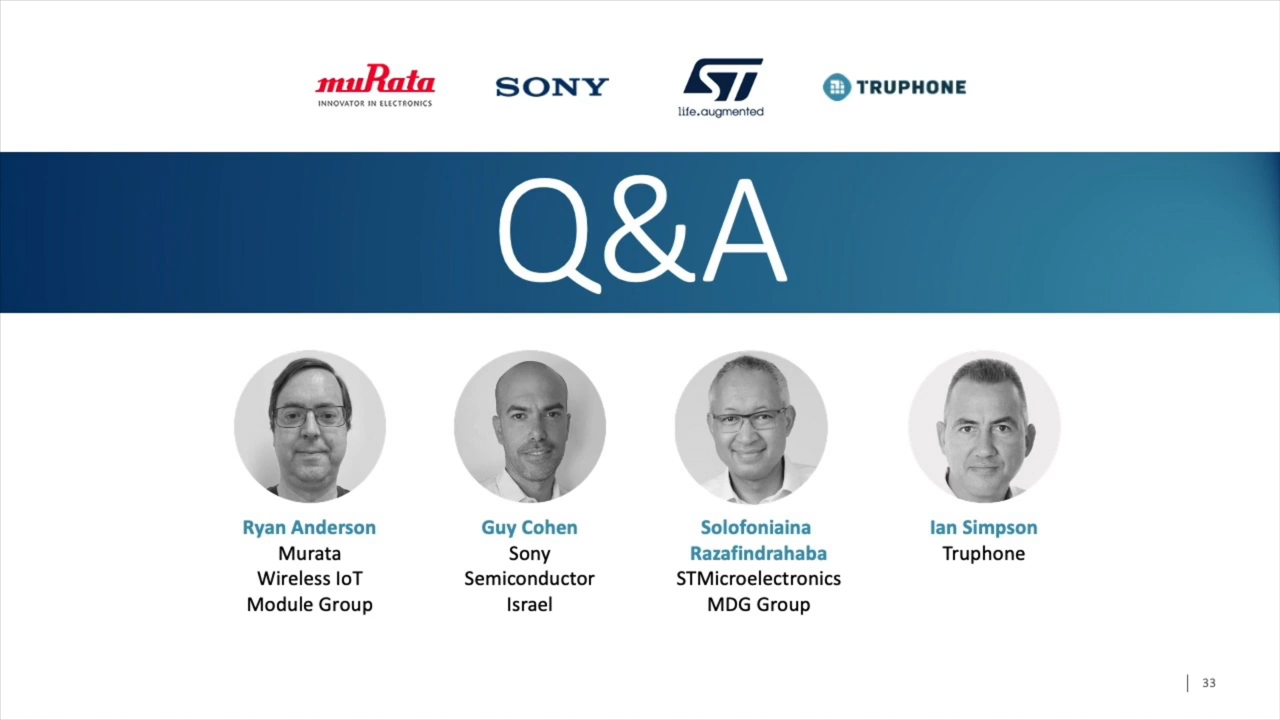 muRata
INNOVATOR IN ELECTRONICS
SONY
ST
life.augmented
TRUPHONE
Q&A
Ryan Anderson
Murata
Wireless IoT
Module Group
Guy Cohen
Sony
Semiconductor
Israel
Solofoniaina
Razafindrahaba
STMicroelectronics
MDG Group
Ian Simpson
Truphone
33